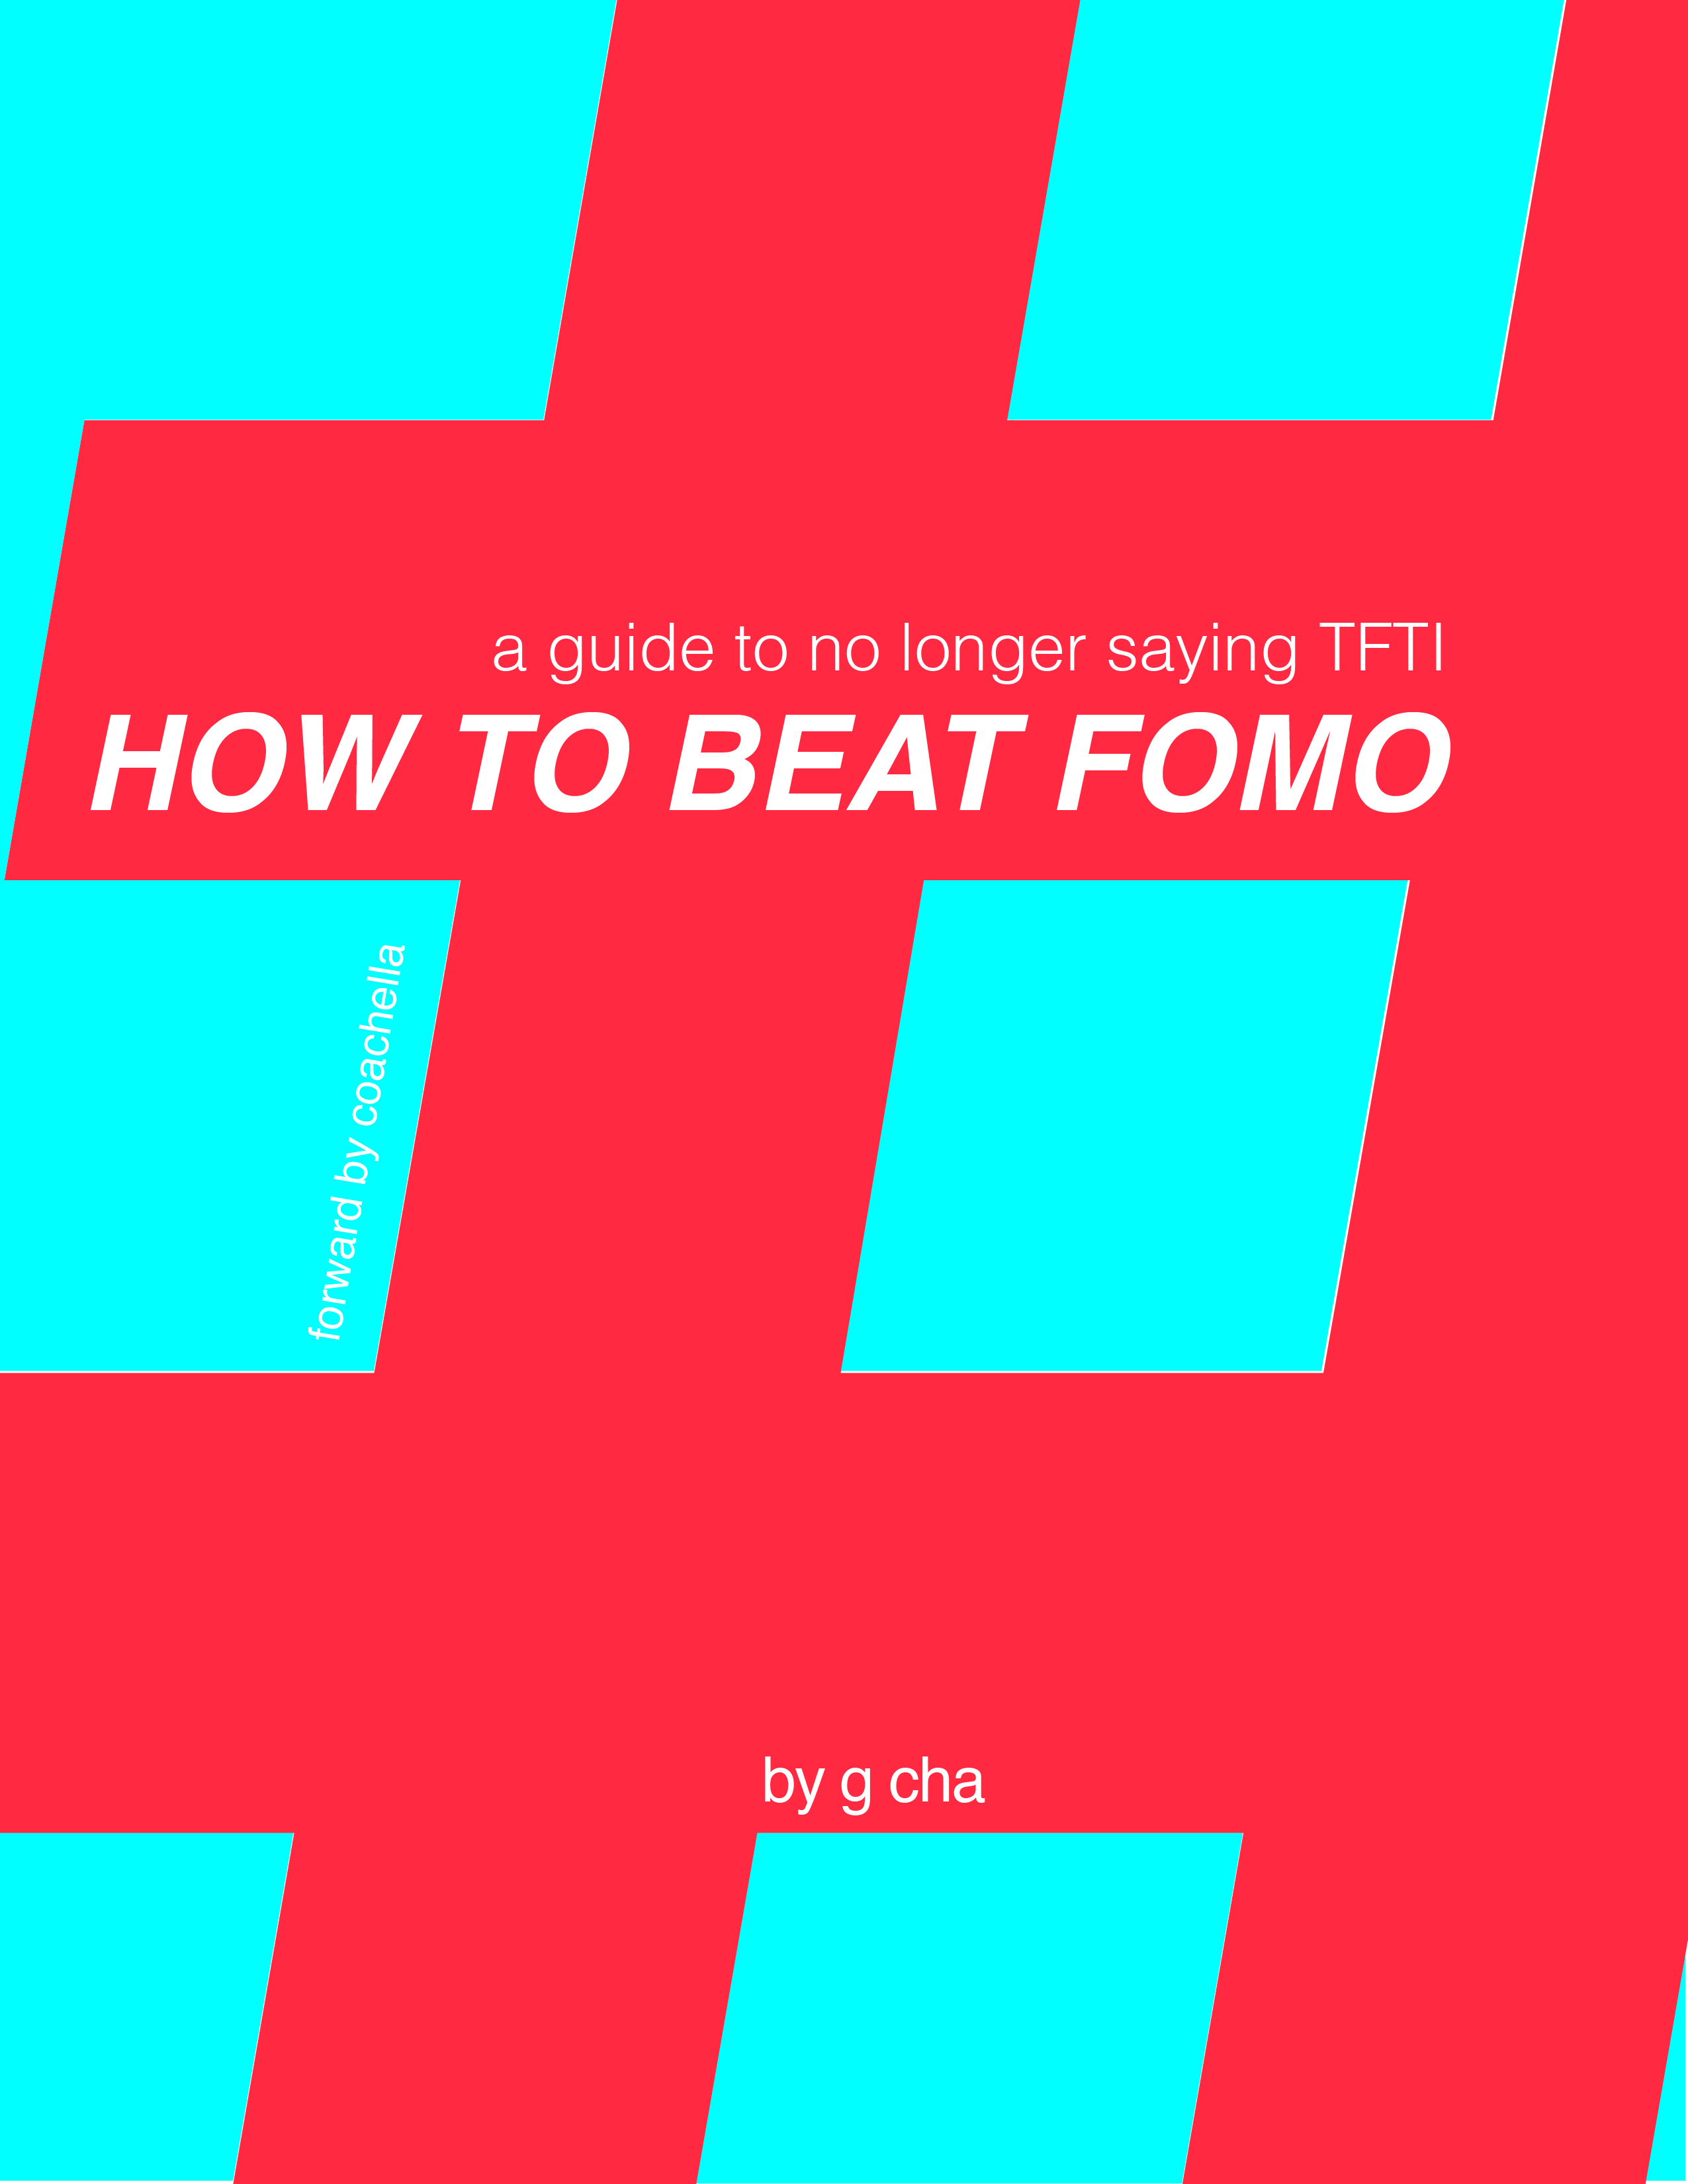 a guide to no longer saying TFTI
HOW TO BEAT FOMO
forward by coachella
by g cha